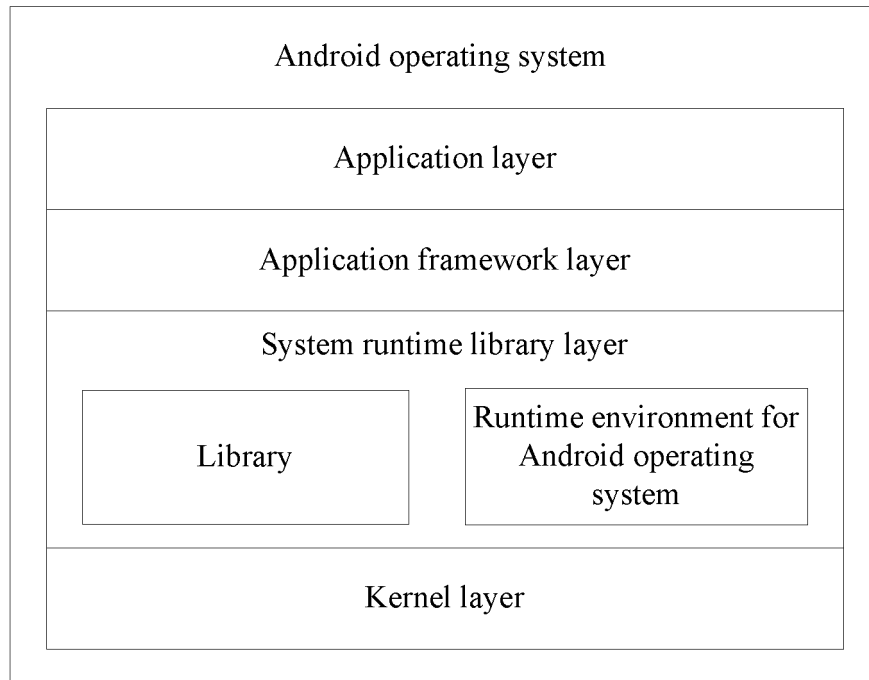 Android operating system
Application layer
Application framework layer
System runtime library layer
Library
Runtime environment for
Android operating
system
Kernel layer